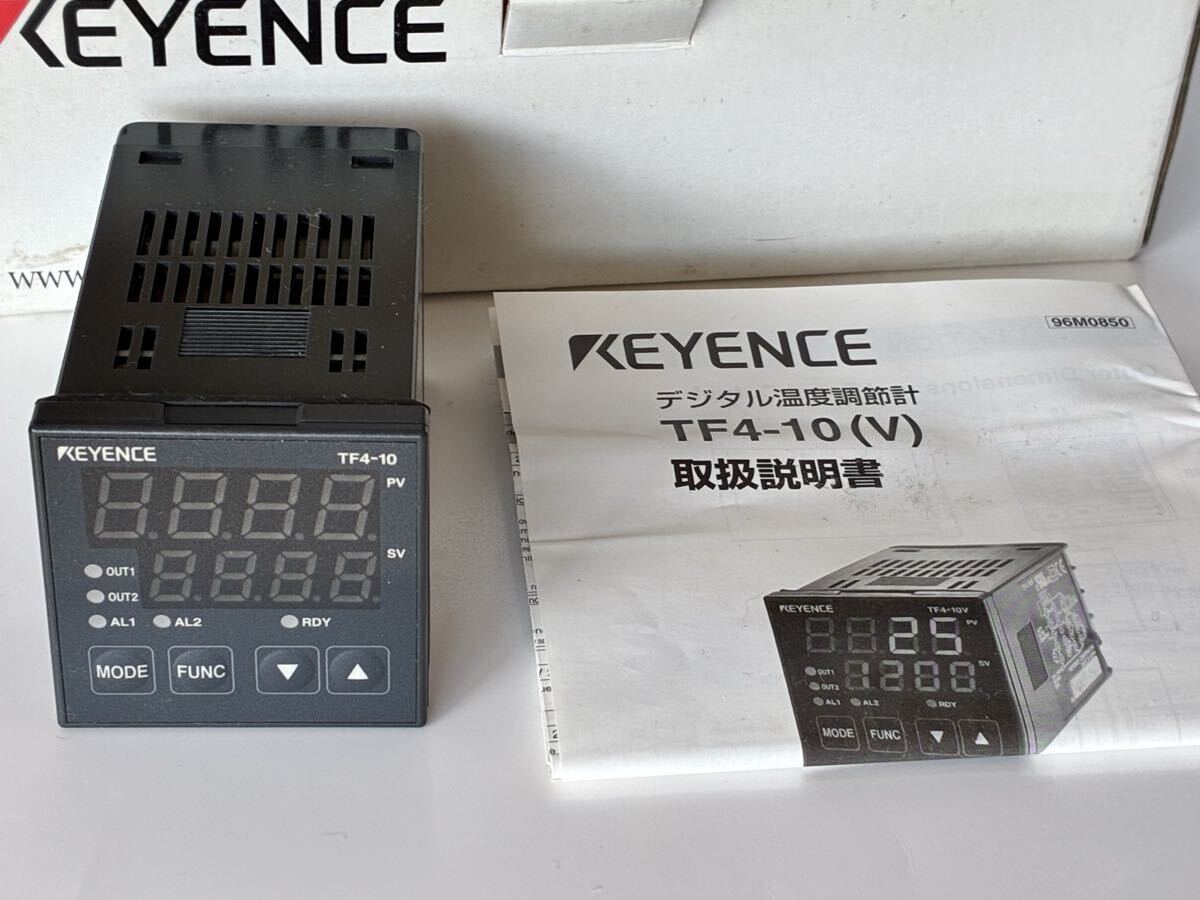 KEYENCE
www.
KEYENCE
TF4-10
PV
SV
OUT1
OUT2
AL1 AL2 RDY
MODE FUNC ▼ ▲
96M0850
KEYENCE
デジタル温度調節計
TF4-10(V)
取扱説明書
KEYENCE TF4-10V
25 PV
SV
OUT1 1200
OUT2
AL1 AL2 RDY
MODE FUNC ▼ ▲